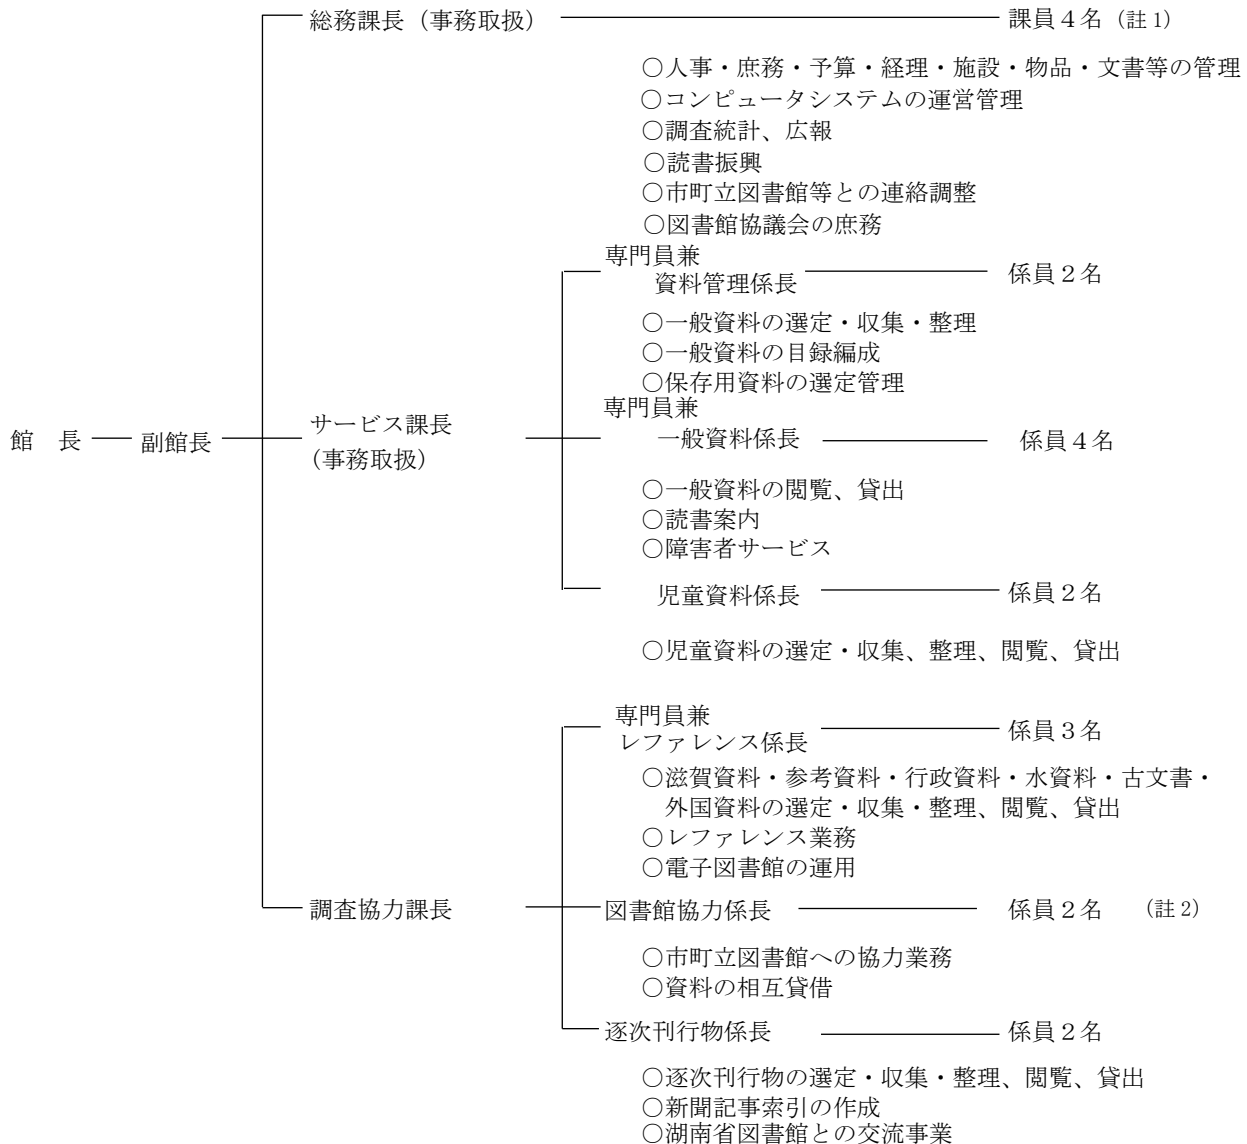 総務課長（事務取扱） 課員４名（註1）
○人事・庶務・予算・経理・施設・物品・文書等の管理
○コンピュータシステムの運営管理
○調査統計、広報
○読書振興
○市町立図書館等との連絡調整
○図書館協議会の庶務
専門員兼
資料管理係長 係員２名
○一般資料の選定・収集・整理
○一般資料の目録編成
○保存用資料の選定管理
館　長 副館長 サービス課長
（事務取扱）
専門員兼
一般資料係長 係員４名
○一般資料の閲覧、貸出
○読書案内
○障害者サービス
児童資料係長 係員２名
○児童資料の選定・収集、整理、閲覧、貸出
専門員兼
レファレンス係長 係員３名
○滋賀資料・参考資料・行政資料・水資料・古文書・
外国資料の選定・収集・整理、閲覧、貸出
○レファレンス業務
○電子図書館の運用
調査協力課長 図書館協力係長 係員２名 （註2）
○市町立図書館への協力業務
○資料の相互貸借
逐次刊行物係長 係員２名
○逐次刊行物の選定・収集・整理、閲覧、貸出
○新聞記事索引の作成
○湖南省図書館との交流事業